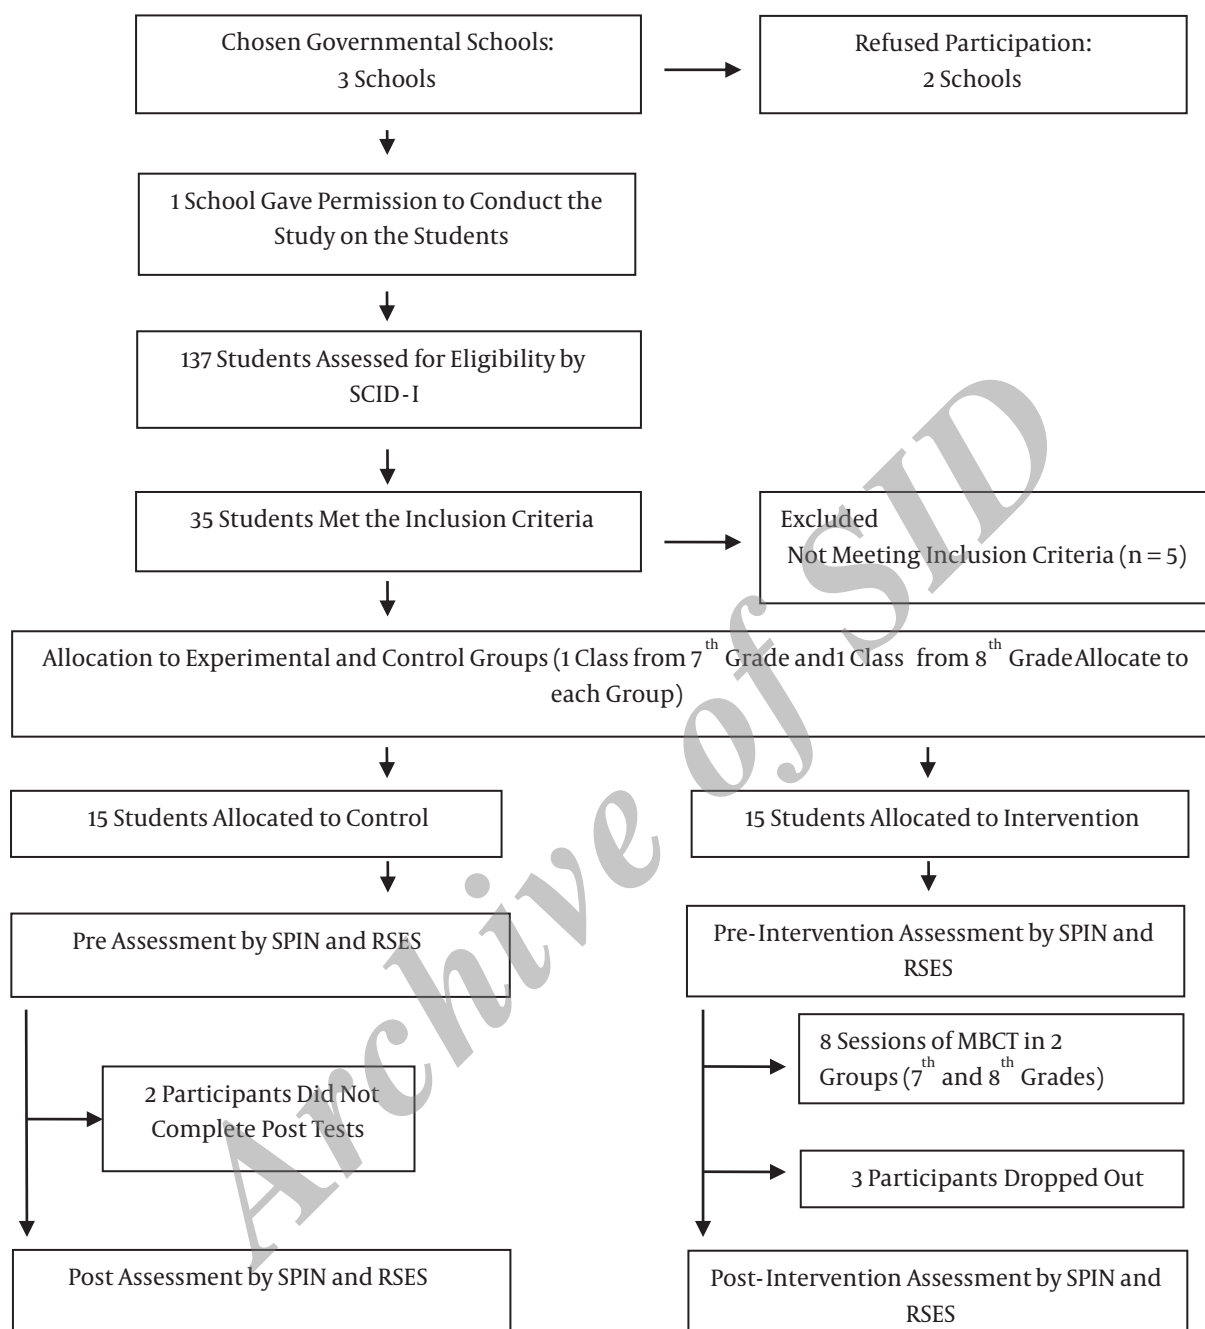 Chosen Governmental Schools:
3 Schools
Refused Participation:
2 Schools
1 School Gave Permission to Conduct the
Study on the Students
137 Students Assessed for Eligibility by
SCID-I
35 Students Met the Inclusion Criteria
Excluded
Not Meeting Inclusion Criteria (n = 5)
Allocation to Experimental and Control Groups (1 Class from 7th Grade and1 Class from 8th Grade Allocate to
each Group)
15 Students Allocated to Control
15 Students Allocated to Intervention
Pre Assessment by SPIN and RSES
Pre-Intervention Assessment by SPIN and
RSES
8 Sessions of MBCT in 2
Groups (7th and 8th Grades)
2 Participants Did Not
Complete Post Tests
3 Participants Dropped Out
Post Assessment by SPIN and RSES
Post-Intervention Assessment by SPIN and
RSES
Archive of SID